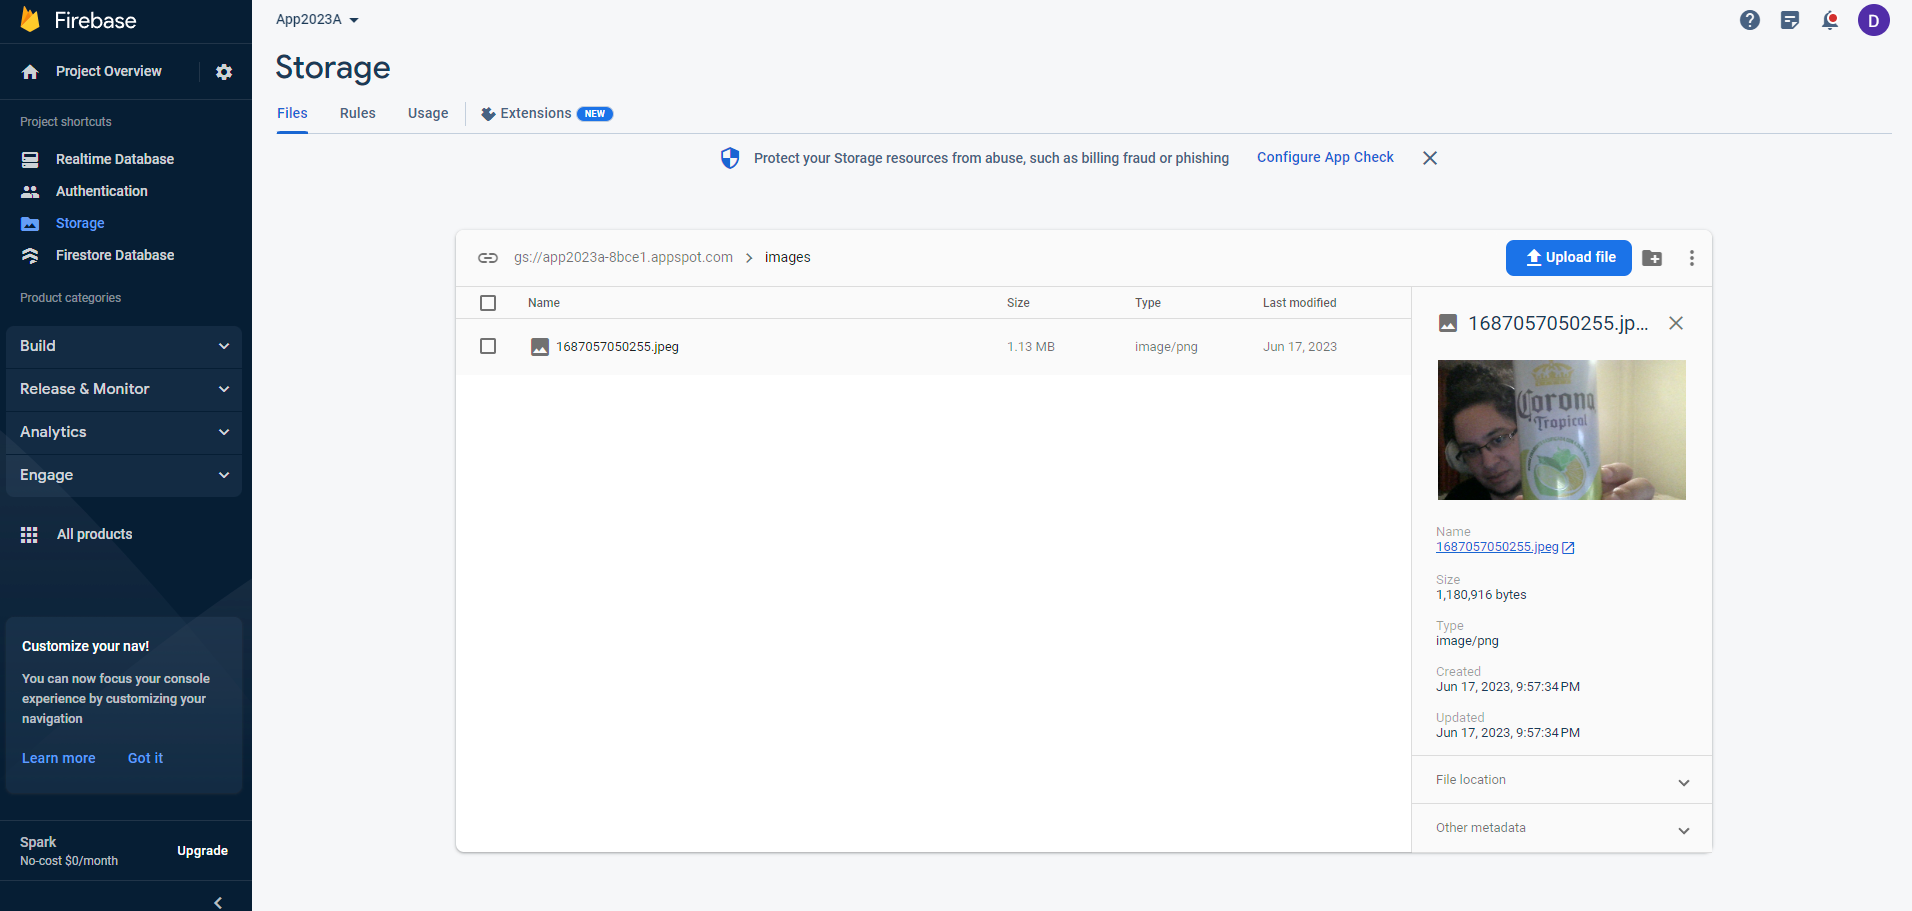 Firebase
Project Overview
Project shortcuts
Realtime Database
Authentication
Storage
Firestore Database
Product categories
Build
Release & Monitor
Analytics
Engage
All products
Customize your nav!
You can now focus your console
experience by customizing your
navigation
Learn more Got it
Spark
No-cost $0/month
Upgrade
App2023A
D
Storage
Files Rules Usage Extensions NEW
Protect your Storage resources from abuse, such as billing fraud or phishing Configure App Check
gs://app2023a-8bce1.appspot.com images
Upload file
Name Size Type Last modified
1687057050255.jpeg 1.13 MB image/png Jun 17, 2023
1687057050255.jp...
Corona
Tropical
Name
1687057050255.jpeg
Size
1,180,916 bytes
Type
image/png
Created
Jun 17, 2023, 9:57:34 PM
Updated
Jun 17, 2023, 9:57:34 PM
File location
Other metadata